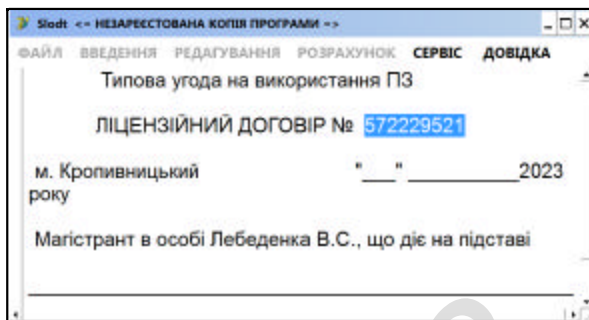 Slodt <= НЕЗАРЕЄСТОВАНА КОПІЯ ПРОГРАМИ =>
ФАЙЛ ВВЕДЕННЯ РЕДАГУВАННЯ РОЗРАХУНОК СЕРВІС ДОВІДКА
Типова угода на використання ПЗ
ЛІЦЕНЗІЙНИЙ ДОГОВІР № 572229521
м. Кропивницький "___" __________2023
року
Магістрант в особі Лебеденка В.С., що діє на підставі